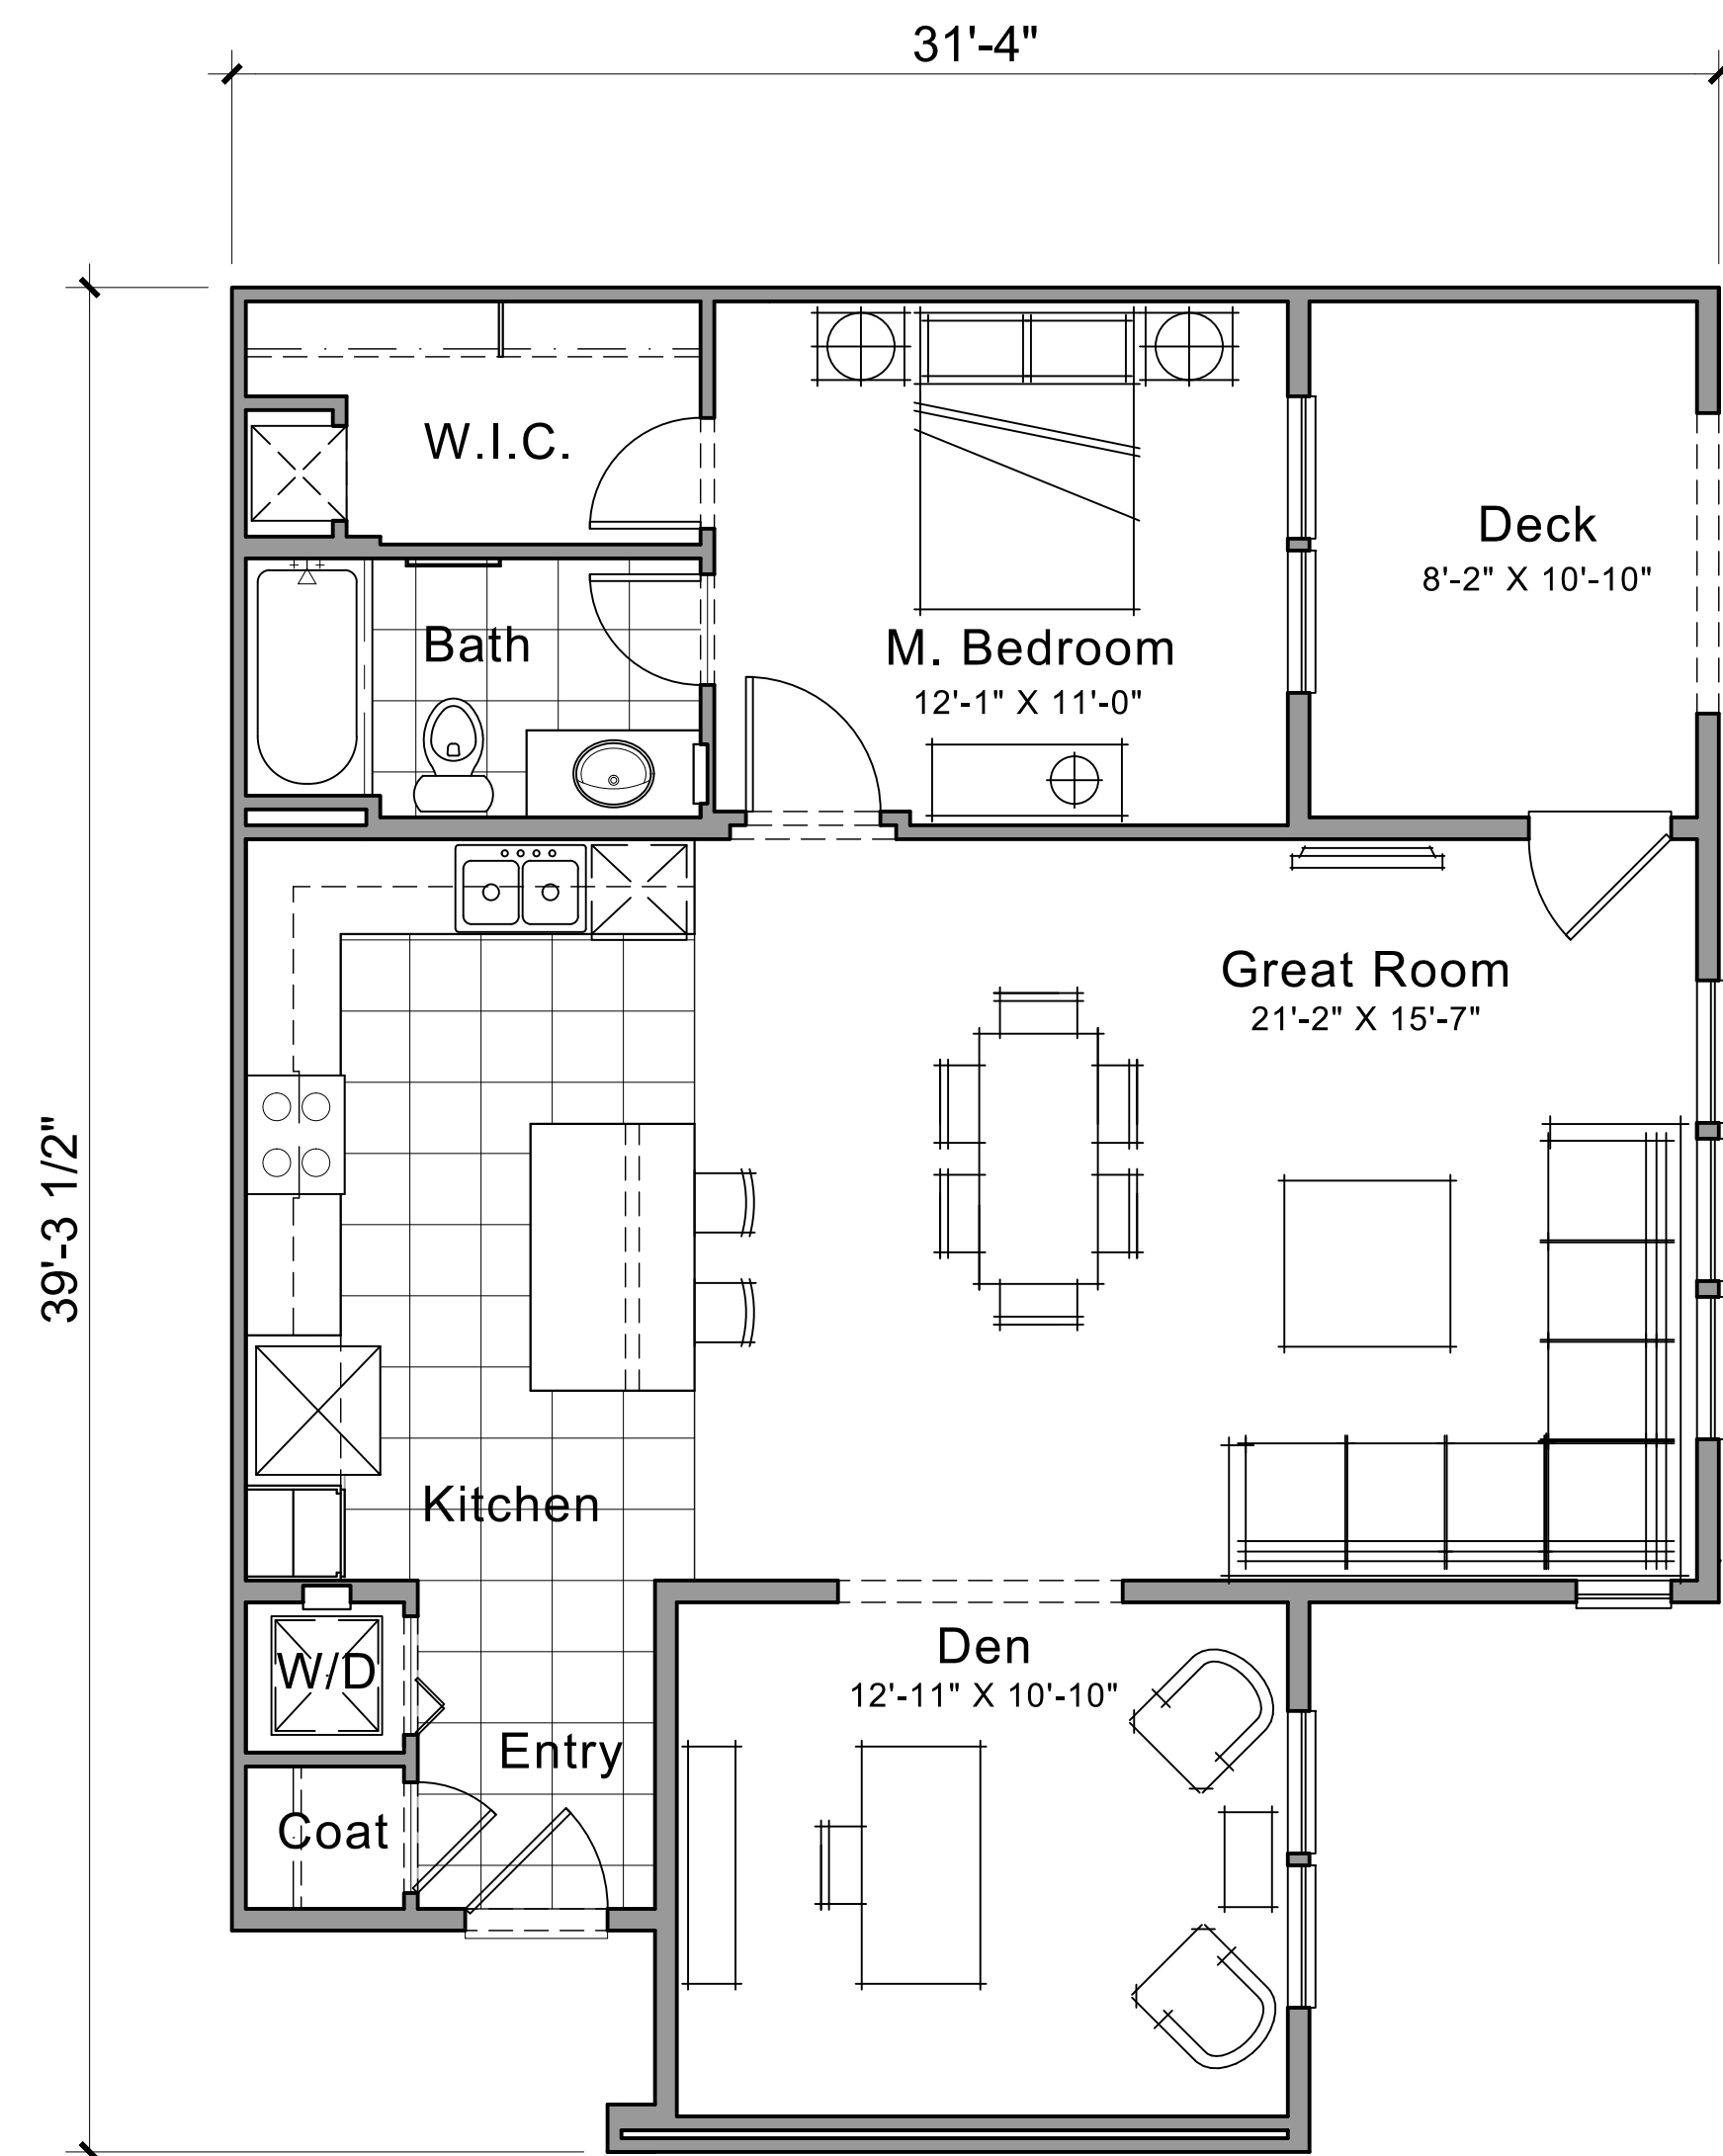 31'-4"
W.I.C.
Deck
8'-2" X 10'-10"
Bath
M. Bedroom
12'-1" X 11'-0"
Great Room
21'-2" X 15'-7"
39'-3 1/2"
Kitchen
Den
12'-11" X 10'-10"
W/D
Entry
Coat